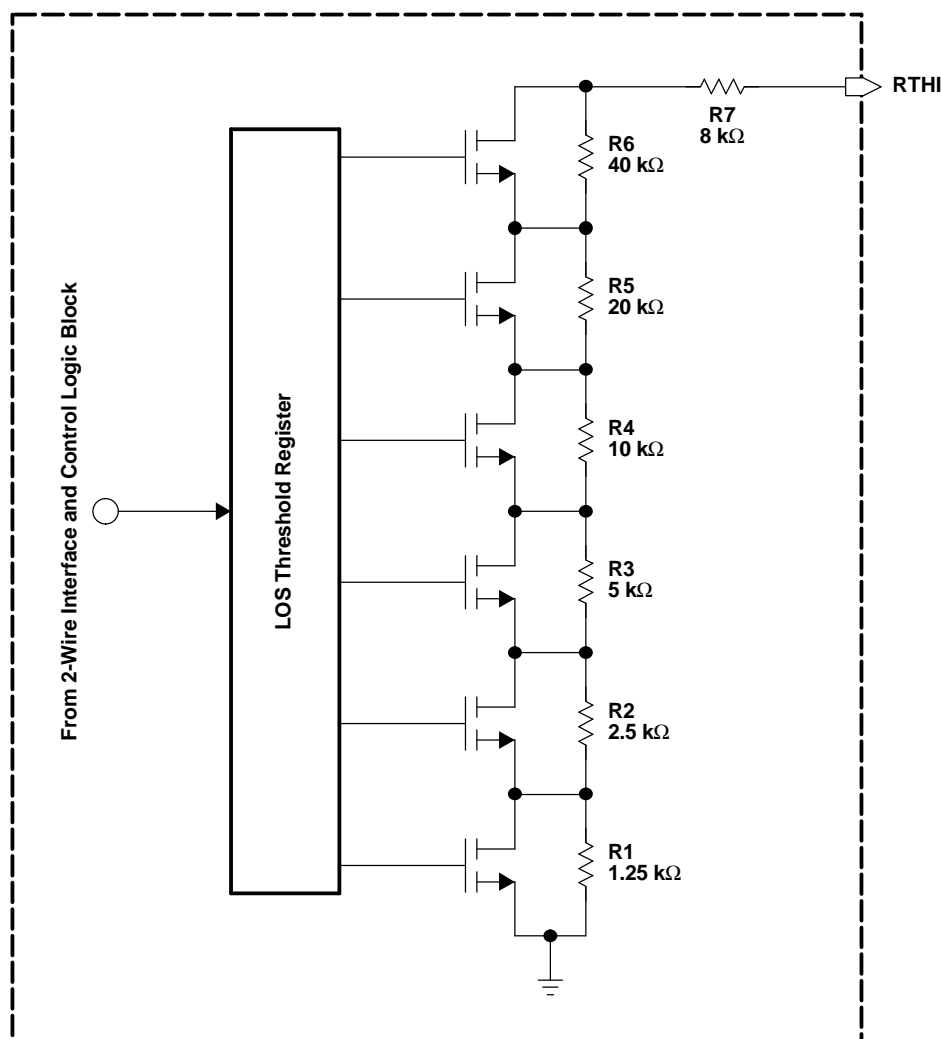 RTHI
R7
8 kΩ
R6
40 kΩ
R5
20 kΩ
R4
10 kΩ
R3
5 kΩ
R2
2.5 kΩ
R1
1.25 kΩ
LOS Threshold Register
From 2-Wire Interface and Control Logic Block